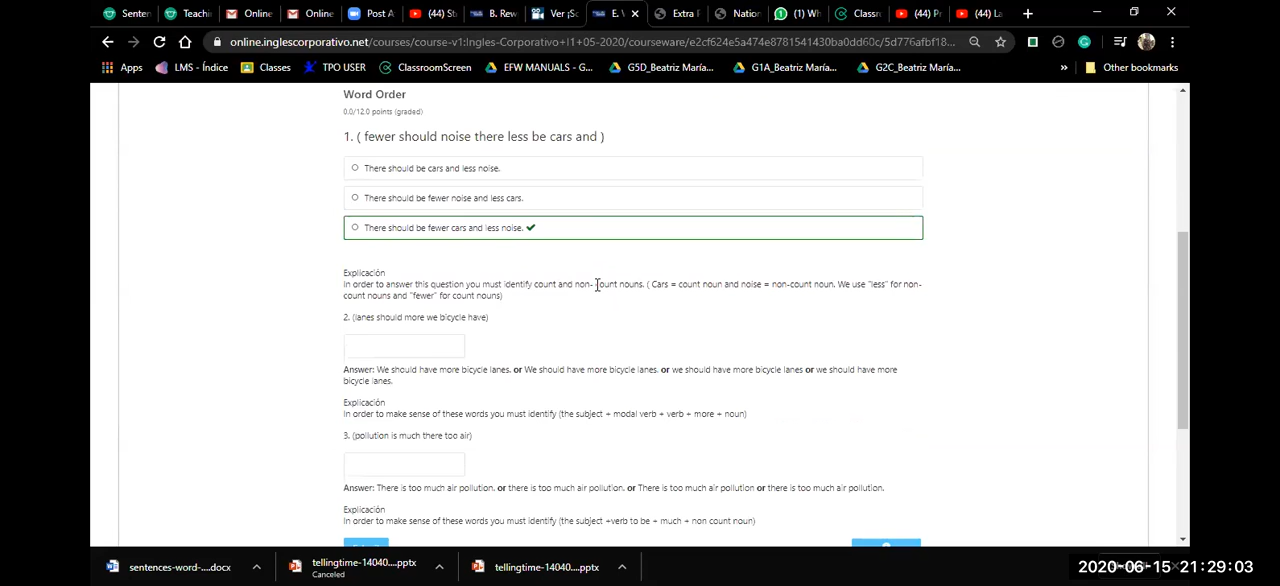 Senten
Teachi
Online
Online
Post A
(44) St
B. Rew
Ver ¡S
E. V
Extra I
Nation
(1) Wh
Classr
(44) P
(44) La
online.inglescorporativo.net/courses/course-v1:Ingles-Corporativo+I1+05-2020/courseware/e2cf624e5a474e8781541430ba0dd60c/5d776afbf18...
Apps
LMS - Índice
Classes
TPO USER
ClassroomScreen
EFW MANUALS - G...
G5D_Beatriz María...
G1A_Beatriz María...
G2C_Beatriz María...
»
Other bookmarks
Word Order
0.0/12.0 points (graded)
1. ( fewer should noise there less be cars and )
There should be cars and less noise.
There should be fewer noise and less cars.
There should be fewer cars and less noise.
Explicación
In order to answer this question you must identify count and non- count nouns. ( Cars = count noun and noise = non-count noun. We use "less" for non-
count nouns and "fewer" for count nouns)
2. (lanes should more we bicycle have)
Answer: We should have more bicycle lanes. or We should have more bicycle lanes. or we should have more bicycle lanes or we should have more
bicycle lanes.
Explicación
In order to make sense of these words you must identify (the subject + modal verb + verb + more + noun)
3. (pollution is much there too air)
Answer: There is too much air pollution. or there is too much air pollution. or There is too much air pollution or there is too much air pollution.
Explicación
In order to make sense of these words you must identify (the subject +verb to be + much + non count noun)
sentences-word-....docx
tellingtime-14040....pptx
Canceled
tellingtime-14040....pptx
2020-06-15 21:29:03